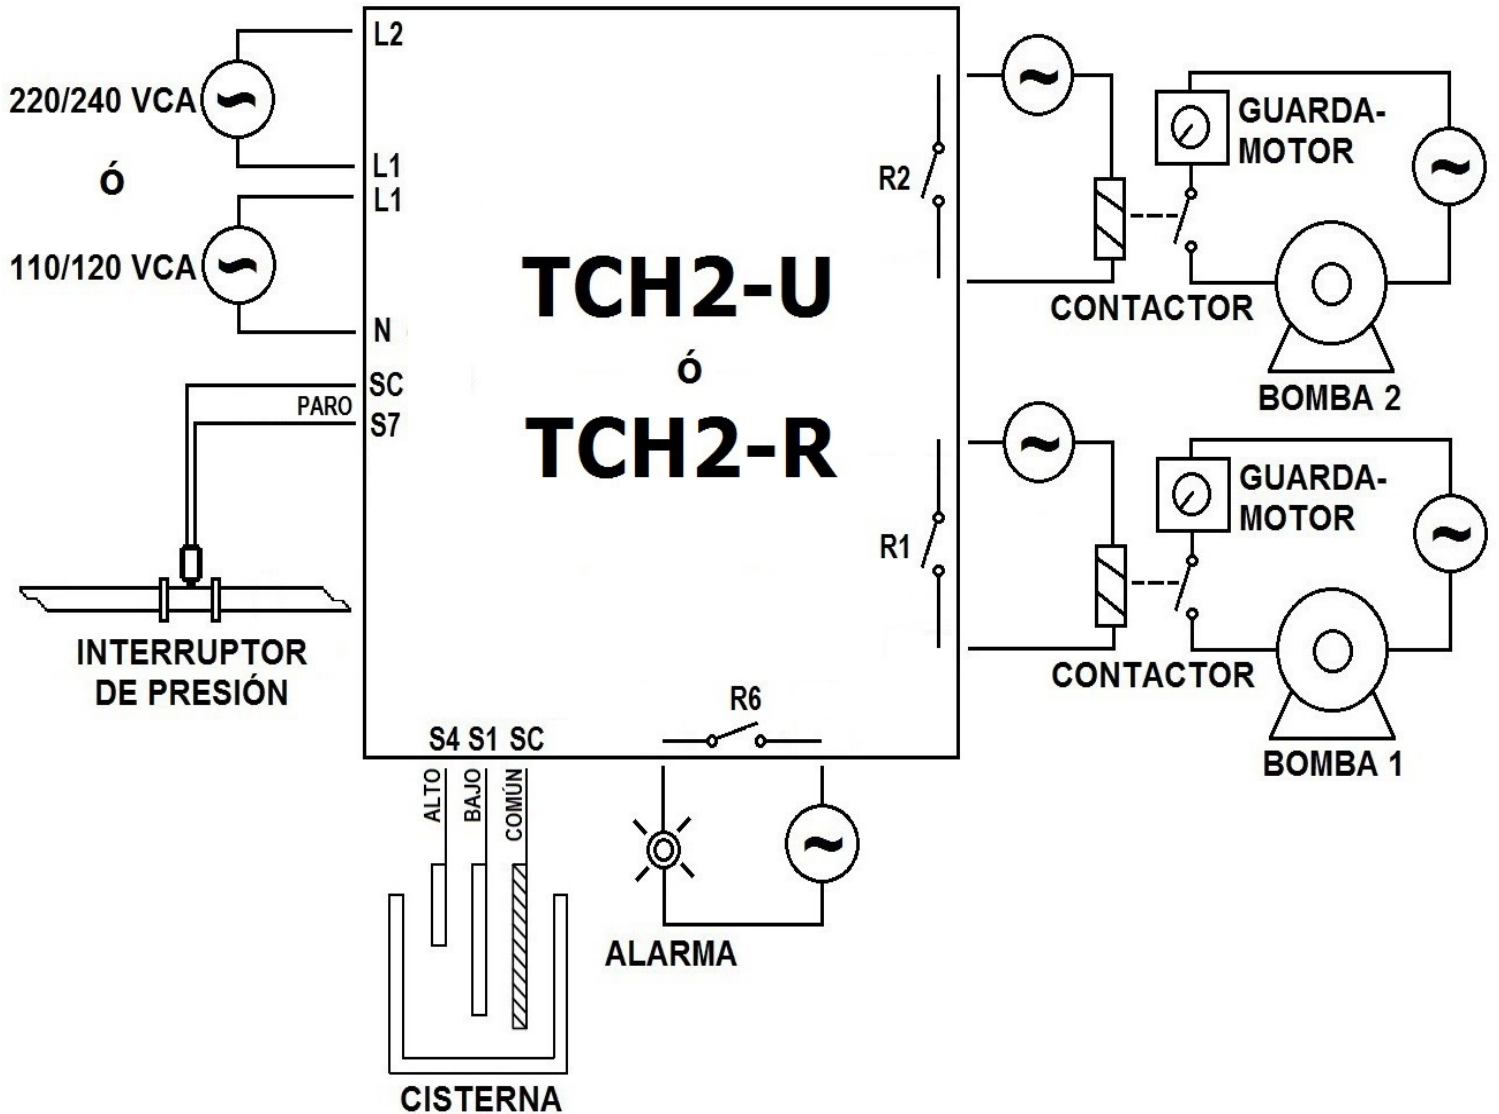 L2
220/240 VCA
L1
ó
L1
110/120 VCA
N
SC
PARO
S7
INTERRUPTOR
DE PRESIÓN
TCH2-U
ó
TCH2-R
R2
GUARDA-
MOTOR
CONTACTOR
BOMBA 2
R1
GUARDA-
MOTOR
CONTACTOR
BOMBA 1
R6
S4 S1 SC
ALTO
BAJO
COMÚN
ALARMA
CISTERNA